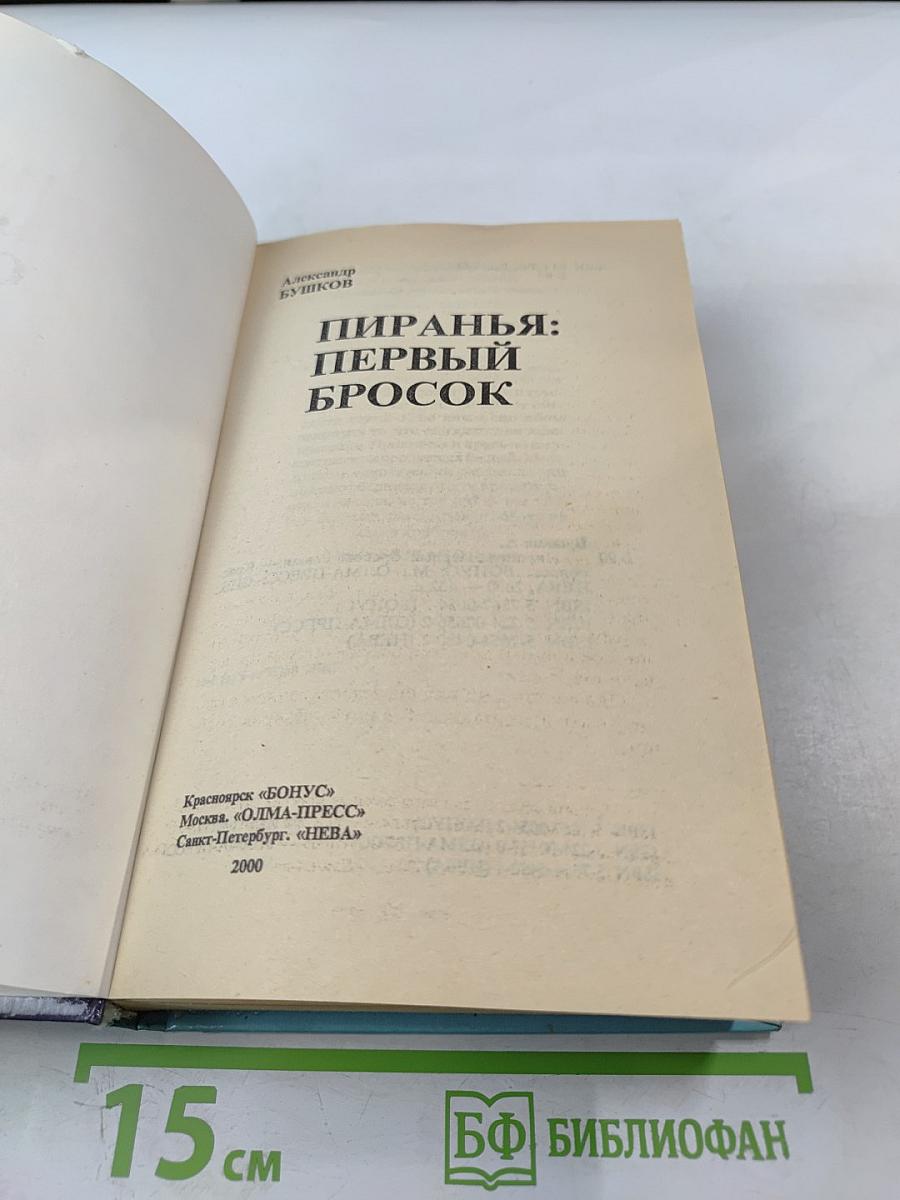 Александр
БУШКОВ
ПИРАНЬЯ:
ПЕРВЫЙ
БРОСОК
Красноярск «БОНУС»
Москва. «ОЛМА-ПРЕСС»
Санкт-Петербург. «НЕВА»
2000
15 см
БФ БИБЛИОФАН